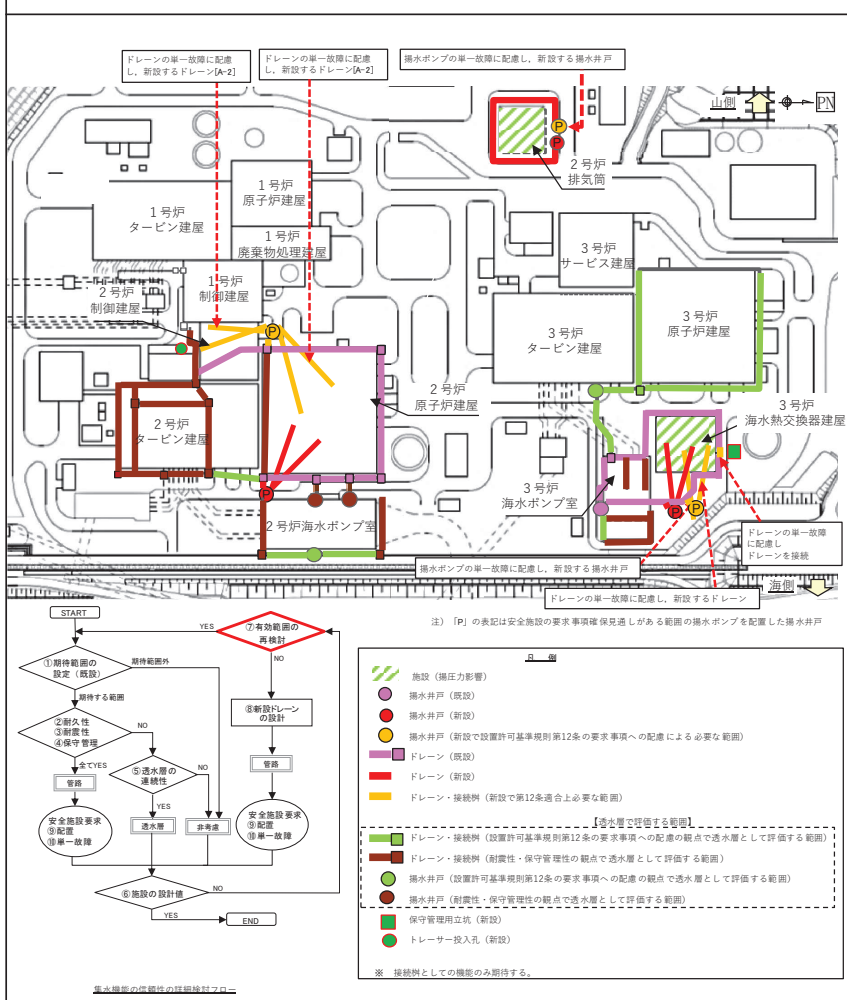 ドレーンの単一故障に配慮
し，新設するドレーン[A-2]
ドレーンの単一故障に配慮
し，新設するドレーン[A-2]
揚水ポンプの単一故障に配慮し，新設する揚水井戸
山側
PN
P
P
2号炉
排気筒
1号炉
原子炉建屋
1号炉
タービン建屋
1号炉
廃棄物処理建屋
3号炉
サービス建屋
1号炉
制御建屋
2号炉
制御建屋
3号炉
タービン建屋
3号炉
原子炉建屋
P
2号炉
原子炉建屋
2号炉
タービン建屋
3号炉
海水熱交換器建屋
3号炉
海水ポンプ室
P
P
P
2号炉海水ポンプ室
ドレーンの単一故障
に配慮し
ドレーンを接続
揚水ポンプの単一故障に配慮し，新設する揚水井戸
海側
ドレーンの単一故障に配慮し，新設するドレーン
注）「P」の表記は安全施設の要求事項確保見通しがある範囲の揚水ポンプを配置した揚水井戸
START
YES
⑦有効範囲の
再検討
①期待範囲の
設定（既設）
期待範囲外
NO
期待する範囲
⑧新設ドレーン
の設計
②耐久性
③耐震性
④保守管理
NO
全てYES
⑤透水層の
連続性
NO
管路
管路
YES
安全施設要求
⑨配置
⑩単一故障
透水層
非考慮
安全施設要求
⑨配置
⑩単一故障
⑥施設の設計値
NO
YES
END
集水機能の信頼性の詳細検討フロー
凡　例
施設（揚圧力影響）
揚水井戸（既設）
揚水井戸（新設）
揚水井戸（新設で設置許可基準規則第12条の要求事項への配慮による必要な範囲）
ドレーン（既設）
ドレーン（新設）
ドレーン・接続桝（新設で第12条適合上必要な範囲）
【透水層で評価する範囲】
ドレーン・接続桝（設置許可基準規則第12条の要求事項への配慮の観点で透水層として評価する範囲）
ドレーン・接続桝（耐震性・保守管理性の観点で透水層として評価する範囲）
揚水井戸（設置許可基準規則第12条の要求事項への配慮の観点で透水層として評価する範囲）
揚水井戸（耐震性・保守管理性の観点で透水層として評価する範囲）
保守管理用立坑（新設）
トレーサー投入孔（新設）
※　接続桝としての機能のみ期待する。